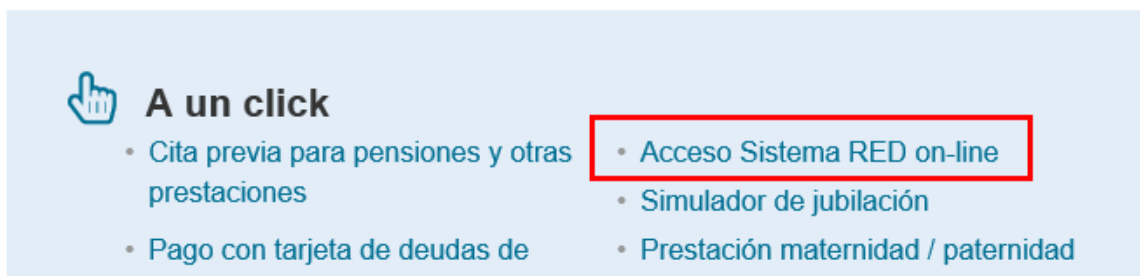 A un click
• Cita previa para pensiones y otras
prestaciones
• Pago con tarjeta de deudas de
• Acceso Sistema RED on-line
• Simulador de jubilación
• Prestación maternidad / paternidad